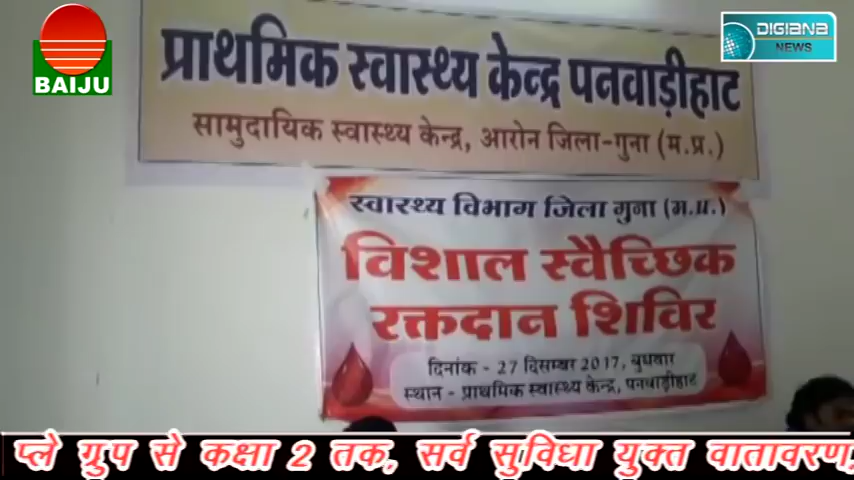 BAIJU
DIGIANA
NEWS
प्राथमिक स्वास्थ्य केन्द्र पनवाड़ीहाट
सामुदायिक स्वास्थ्य केन्द्र, आरोन जिला-गुना (म.प्र.)
स्वास्थ्य विभाग जिला गुना (म.प्र.)
विशाल स्वैच्छिक
रक्तदान शिविर
दिनांक - 27 दिसम्बर 2017, बुधवार
स्थान - प्राथमिक स्वास्थ्य केन्द्र, पनवाड़ीहाट
प्ले ग्रुप से कक्षा 2 तक, सर्व सुविधा युक्त वातावरण,